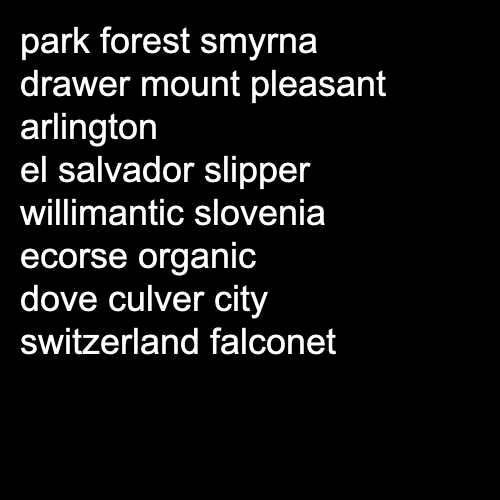 park forest smyrna
drawer mount pleasant
arlington
el salvador slipper
willimantic slovenia
ecorse organic
dove culver city
switzerland falconet